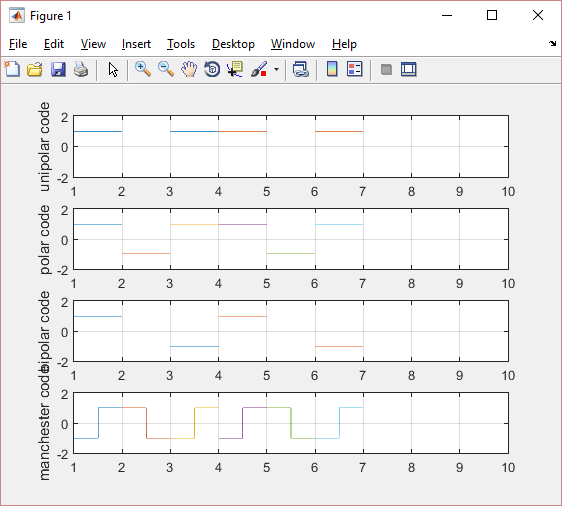 Figure 1
File Edit View Insert Tools Desktop Window Help
unipolar code
2
0
-2
1 2 3 4 5 6 7 8 9 10
polar code
2
0
-2
1 2 3 4 5 6 7 8 9 10
bipolar code
2
0
-2
1 2 3 4 5 6 7 8 9 10
manchester code
2
0
-2
1 2 3 4 5 6 7 8 9 10